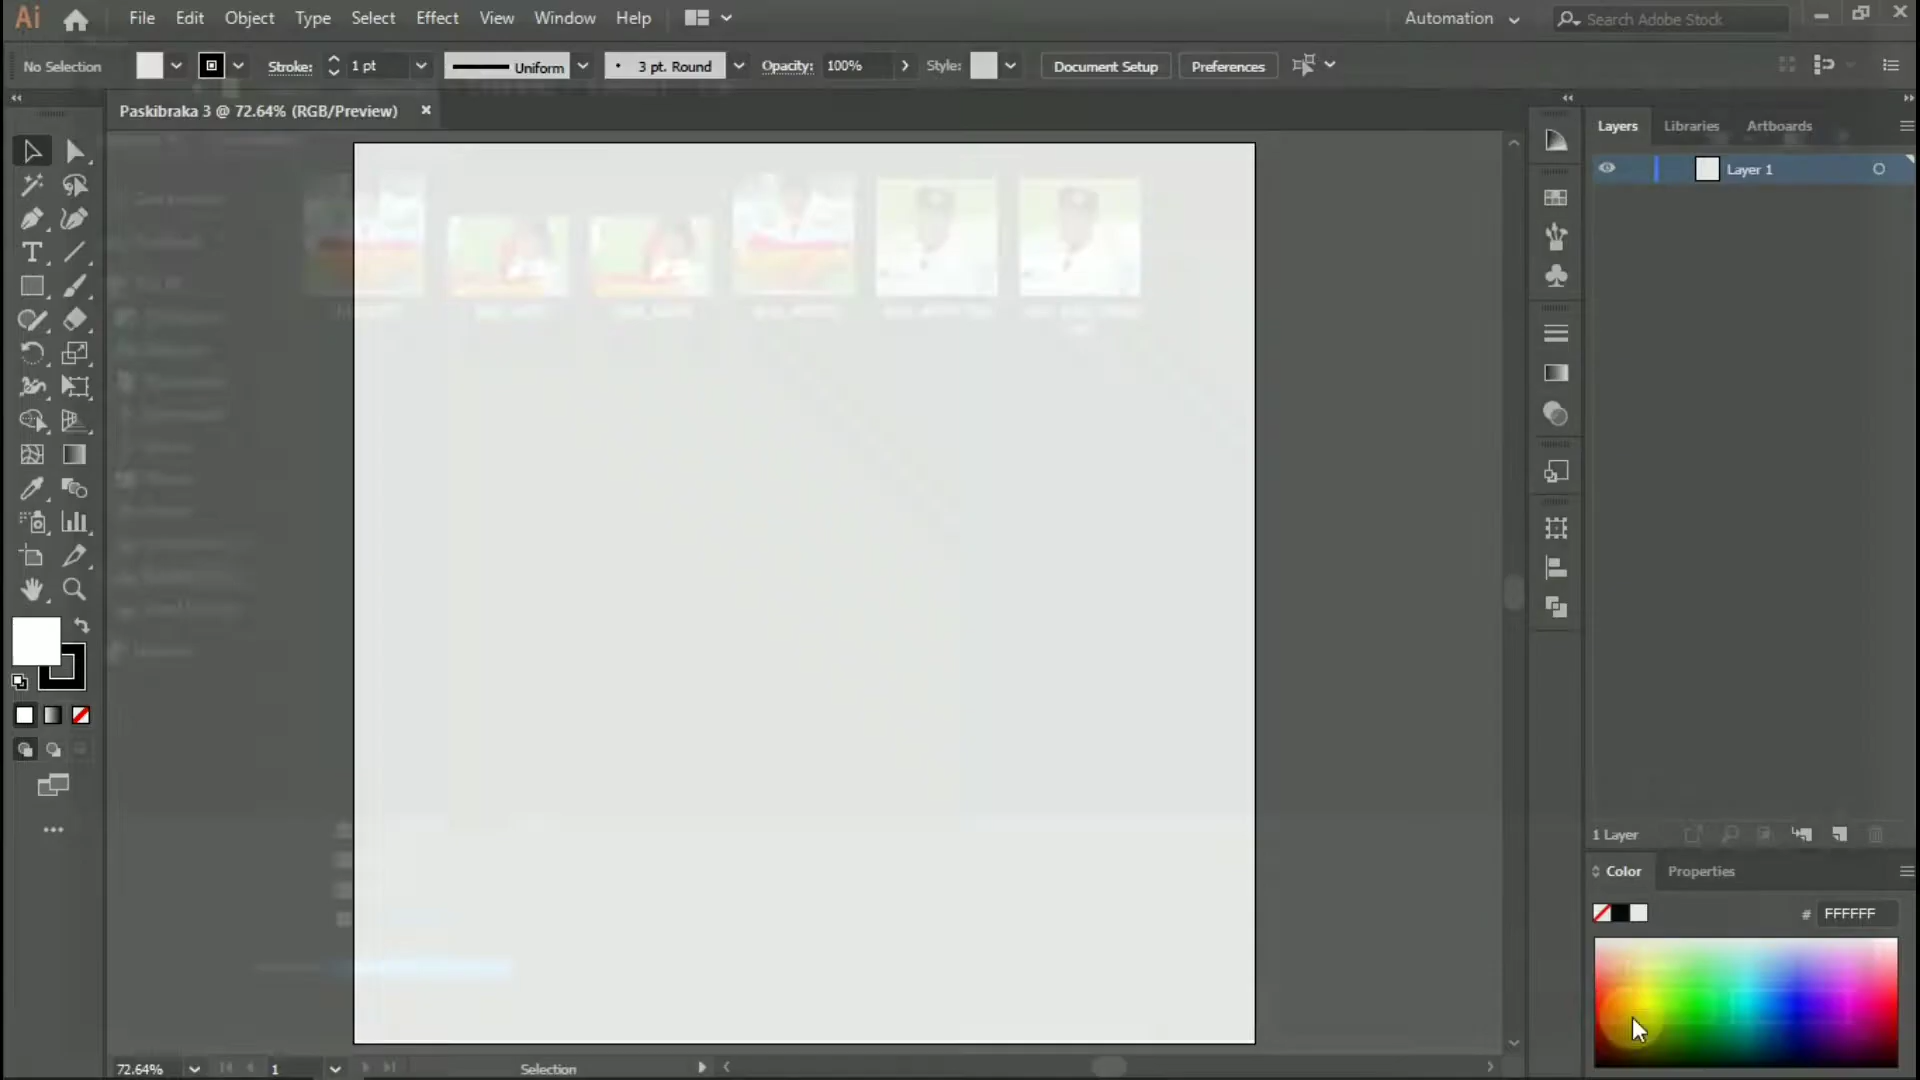 Ai File Edit Object Type Select Effect View Window Help Automation Search Adobe Stock
No Selection Stroke: 1 pt Uniform 3 pt. Round Opacity: 100% Style: Document Setup Preferences
Paskibraka 3 @ 72.64% (RGB/Preview)
Layers Libraries Artboards
Layer 1
1 Layer
Color Properties
# FFFFFF
72.64% 1 Selection